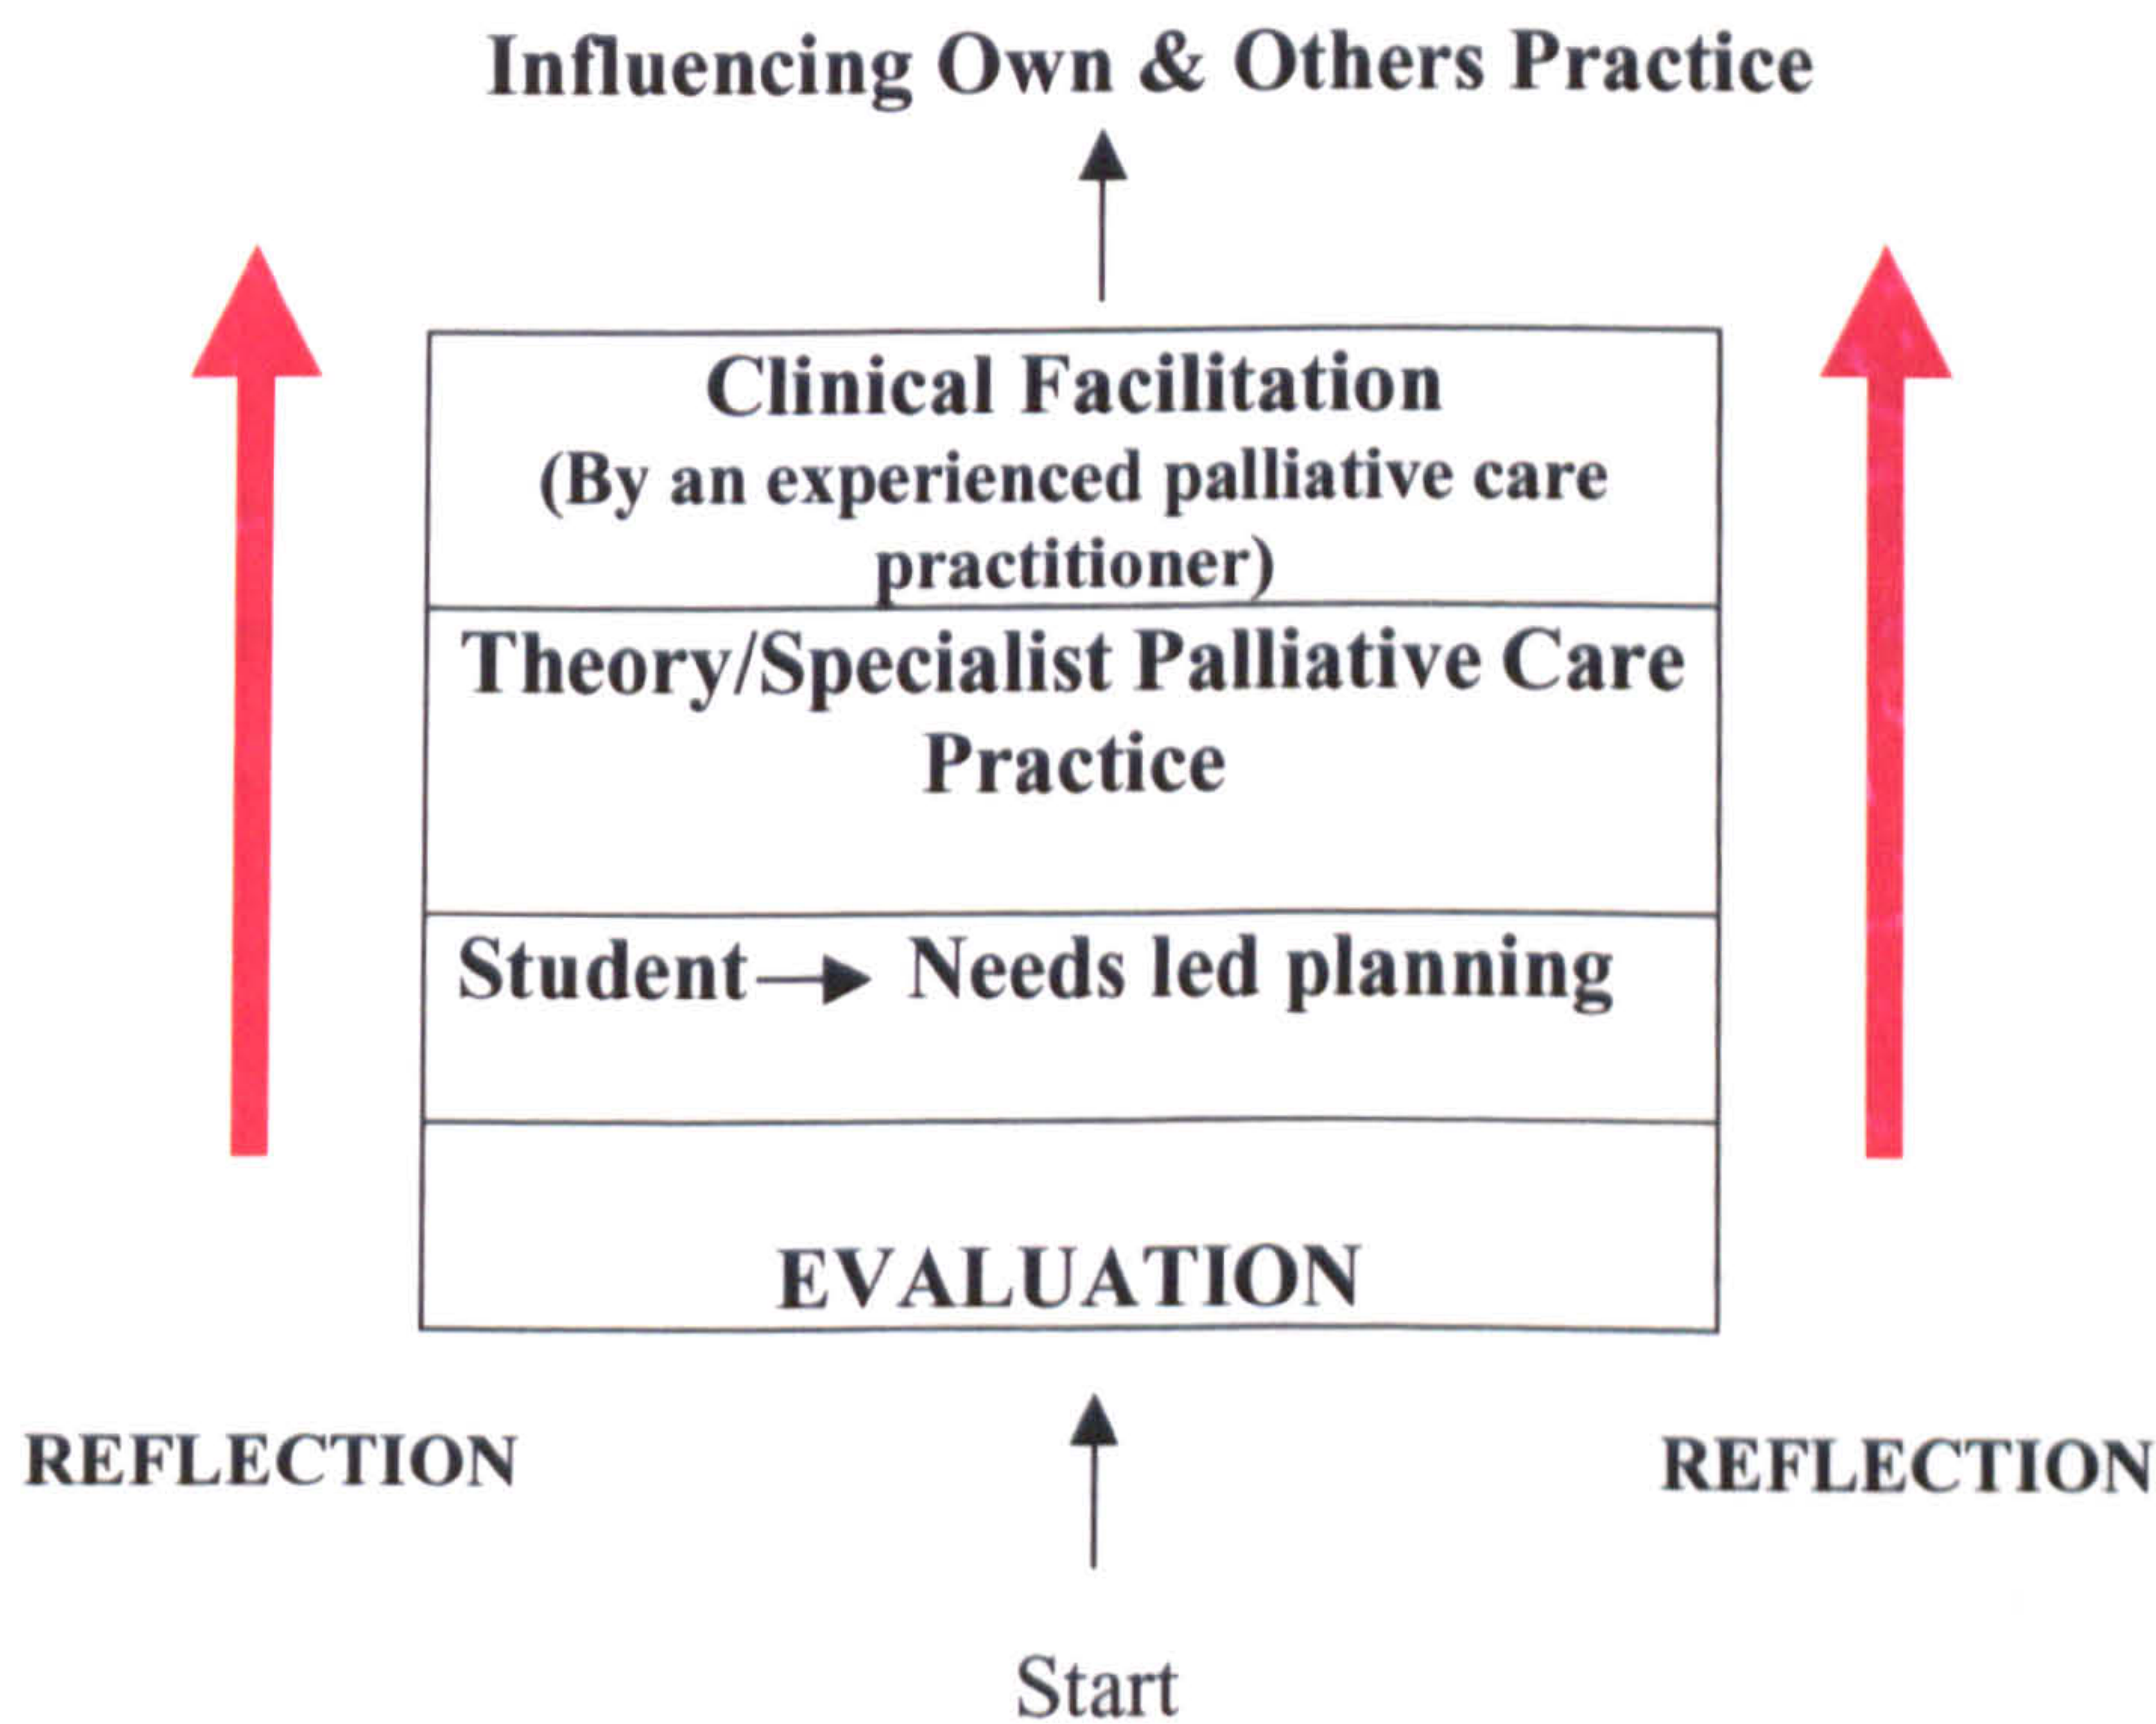 Influencing Own & Others Practice
Clinical Facilitation
(By an experienced palliative care
practitioner)
Theory/Specialist Palliative Care
Practice
Student Needs led planning
EVALUATION
REFLECTION
REFLECTION
Start